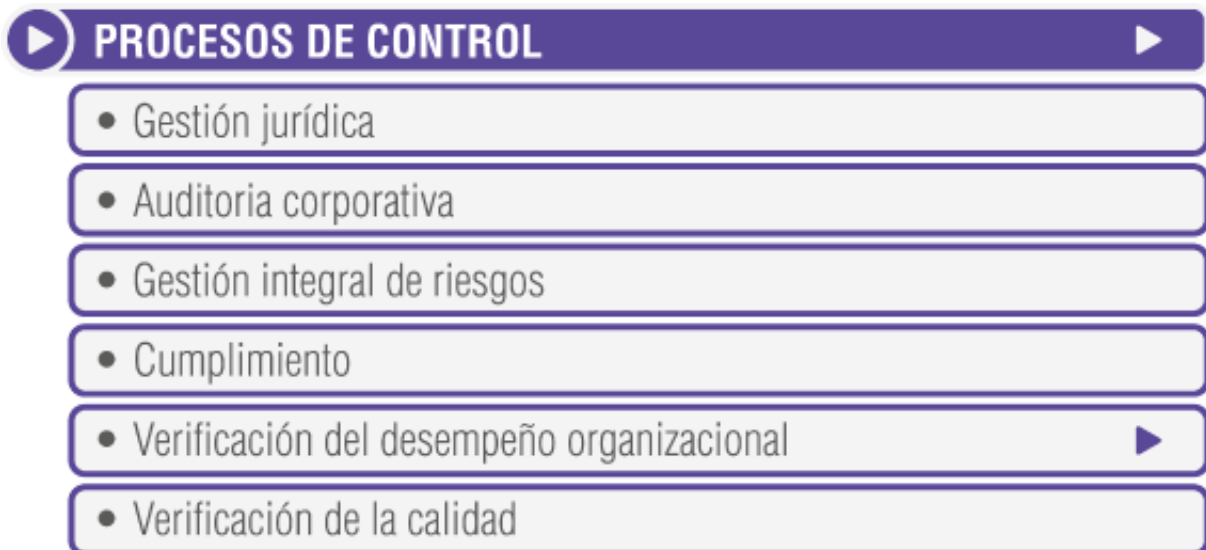 PROCESOS DE CONTROL
• Gestión jurídica
• Auditoria corporativa
• Gestión integral de riesgos
• Cumplimiento
• Verificación del desempeño organizacional
• Verificación de la calidad